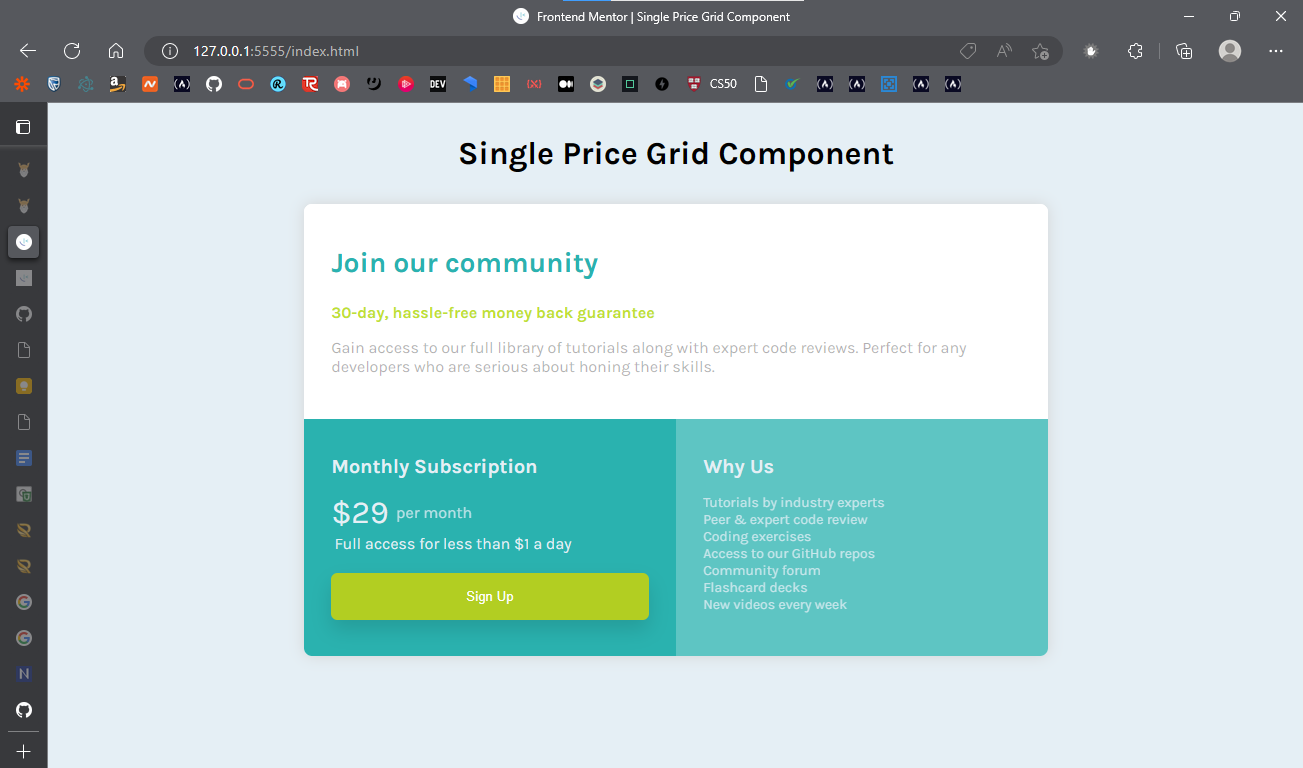 Frontend Mentor | Single Price Grid Component
127.0.0.1:5555/index.html
DEV
CS50
Single Price Grid Component
Join our community
30-day, hassle-free money back guarantee
Gain access to our full library of tutorials along with expert code reviews. Perfect for any
developers who are serious about honing their skills.
Monthly Subscription
$29 per month
Full access for less than $1 a day
Sign Up
Why Us
Tutorials by industry experts
Peer & expert code review
Coding exercises
Access to our GitHub repos
Community forum
Flashcard decks
New videos every week